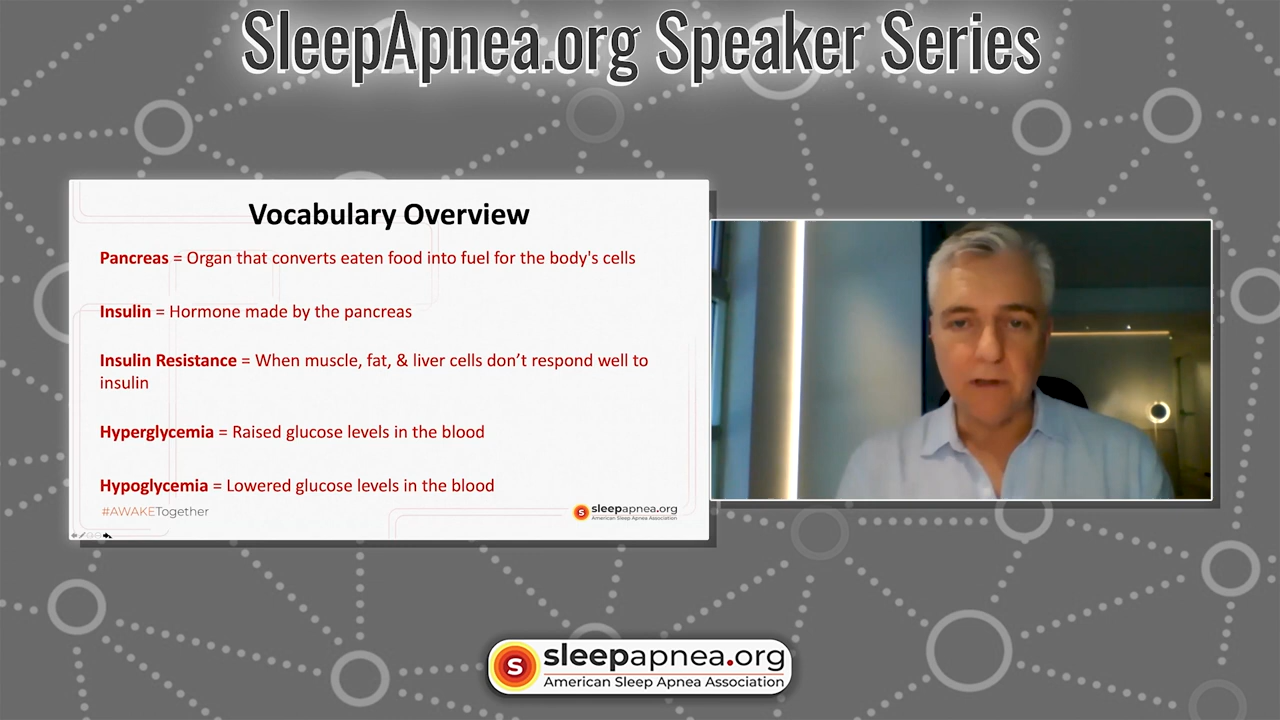 SleepApnea.org Speaker Series
Vocabulary Overview
Pancreas = Organ that converts eaten food into fuel for the body's cells
Insulin = Hormone made by the pancreas
Insulin Resistance = When muscle, fat, & liver cells don’t respond well to
insulin
Hyperglycemia = Raised glucose levels in the blood
Hypoglycemia = Lowered glucose levels in the blood
#AWAKETogether
S sleepapnea.org
American Sleep Apnea Association
S sleepapnea.org
American Sleep Apnea Association